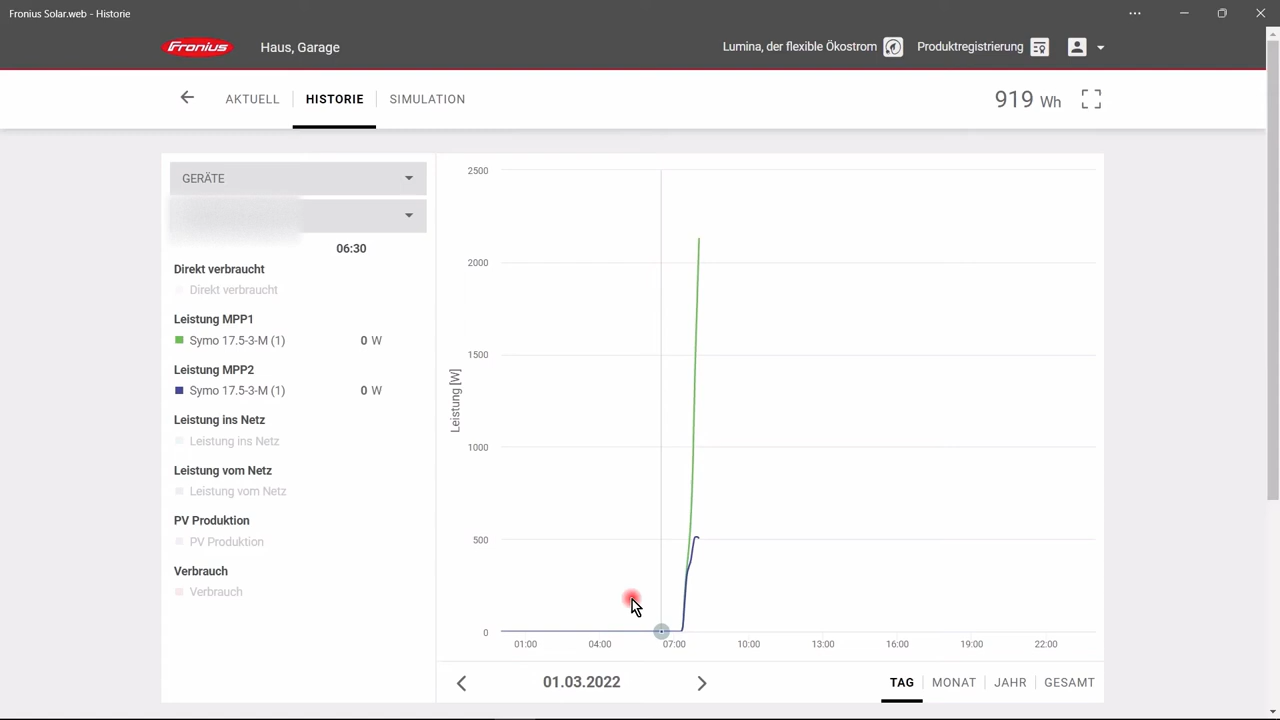 Fronius Solar.web - Historie
Fronius
Haus, Garage
Lumina, der flexible Ökostrom
Produktregistrierung
AKTUELL
HISTORIE
SIMULATION
919 Wh
GERÄTE
06:30
Direkt verbraucht
Direkt verbraucht
Leistung MPP1
Symo 17.5-3-M (1) 0 W
Leistung MPP2
Symo 17.5-3-M (1) 0 W
Leistung ins Netz
Leistung ins Netz
Leistung vom Netz
Leistung vom Netz
PV Produktion
PV Produktion
Verbrauch
Verbrauch
Leistung [W]
2500
2000
1500
1000
500
0
01:00 04:00 07:00 10:00 13:00 16:00 19:00 22:00
01.03.2022
TAG
MONAT
JAHR
GESAMT